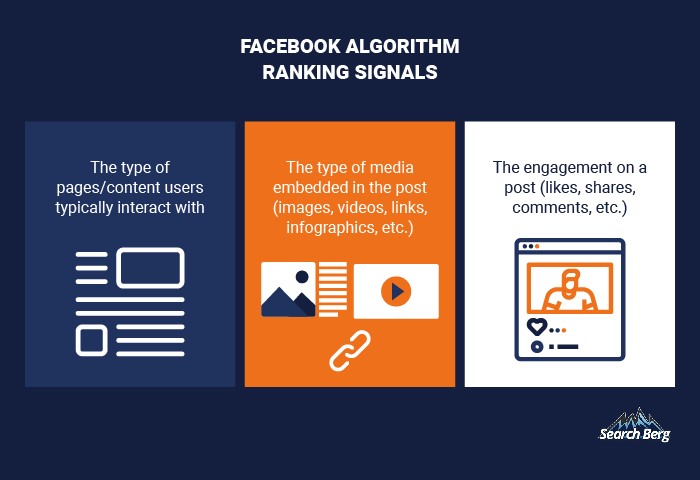 FACEBOOK ALGORITHM
RANKING SIGNALS
The type of
pages/content users
typically interact with
The type of media
embedded in the post
(images, videos, links,
infographics, etc.)
The engagement on a
post (likes, shares,
comments, etc.)
Search Berg